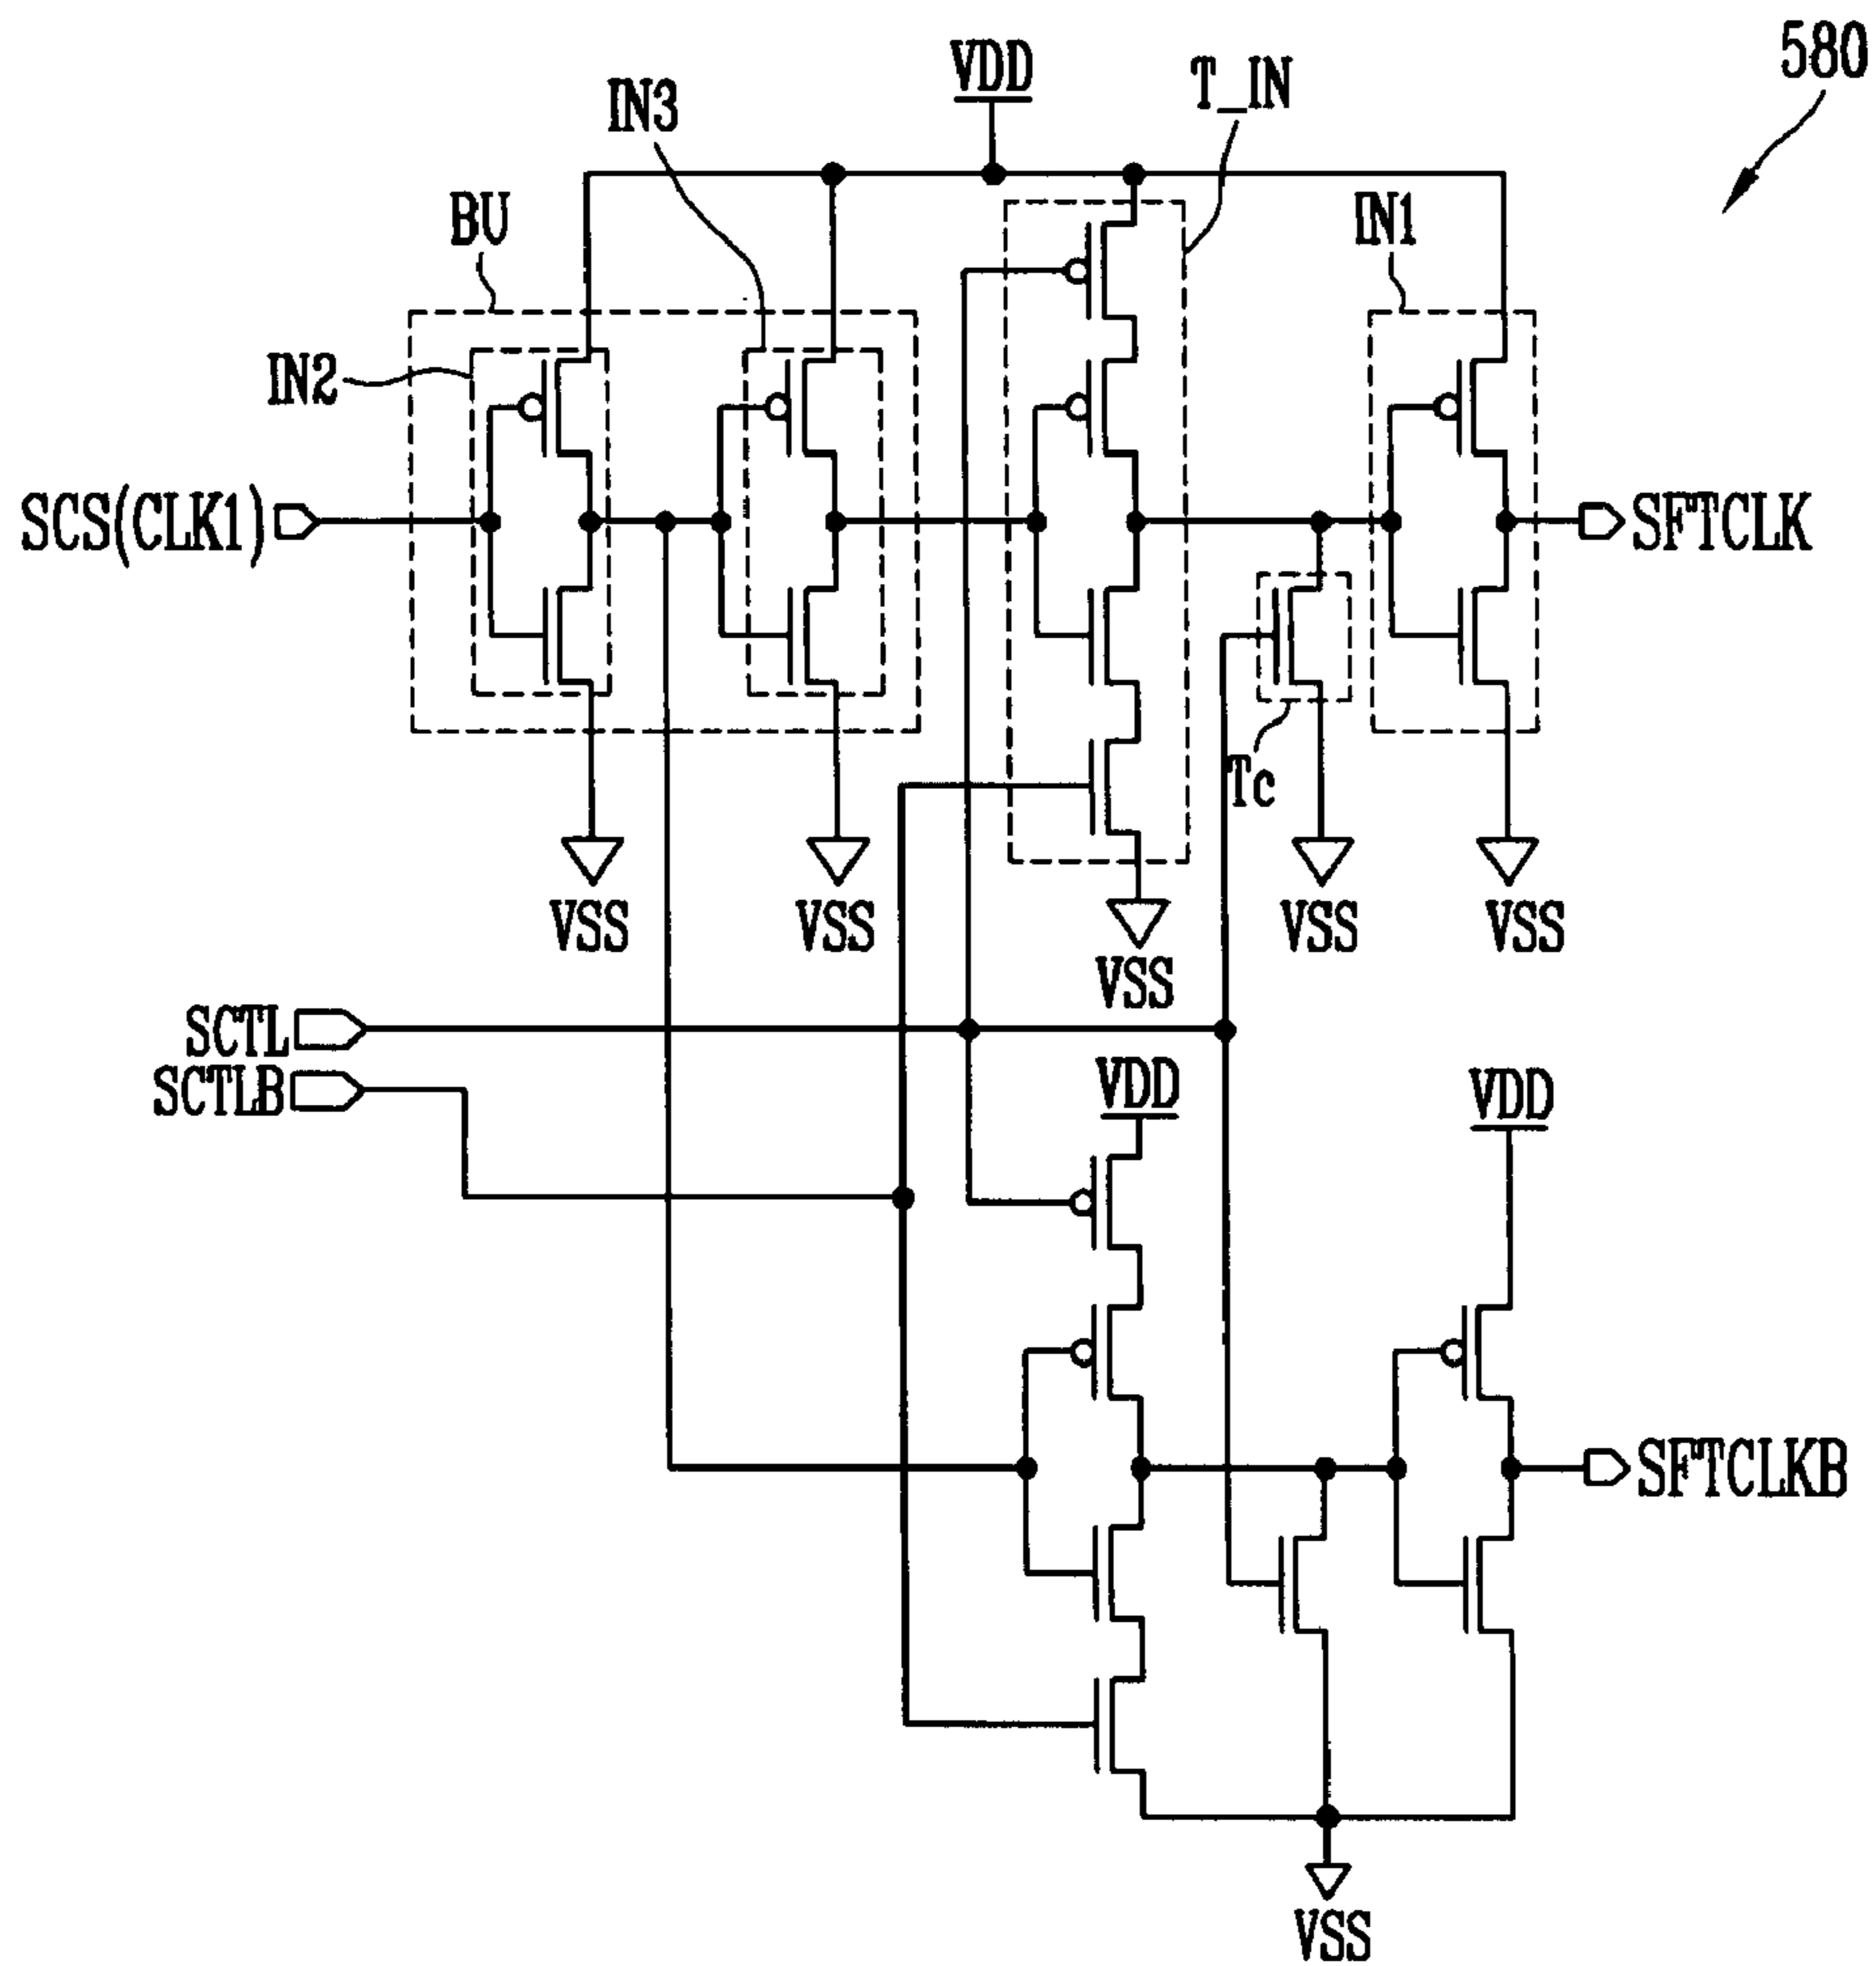 580
VDD
T_IN
IN3
BU
IN1
IN2
SCS(CLK1)
SFTCLK
Tc
VSS
VSS
VSS
VSS
VSS
SCTL
SCTLB
VDD
VDD
SFTCLKB
VSS